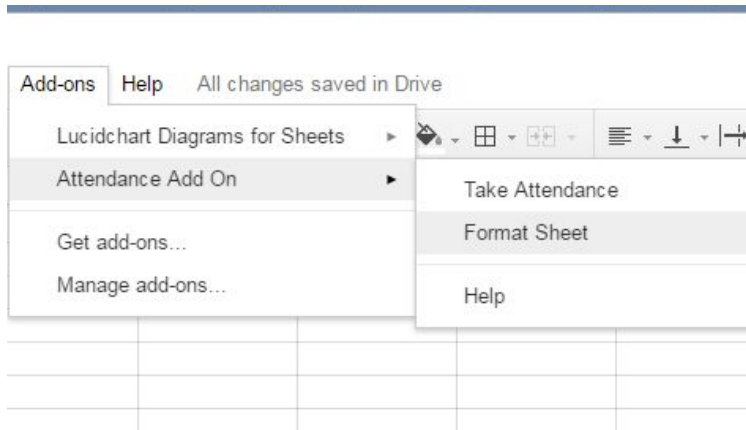 Add-ons Help All changes saved in Drive
Lucidchart Diagrams for Sheets
Attendance Add On
Get add-ons...
Manage add-ons...
Take Attendance
Format Sheet
Help